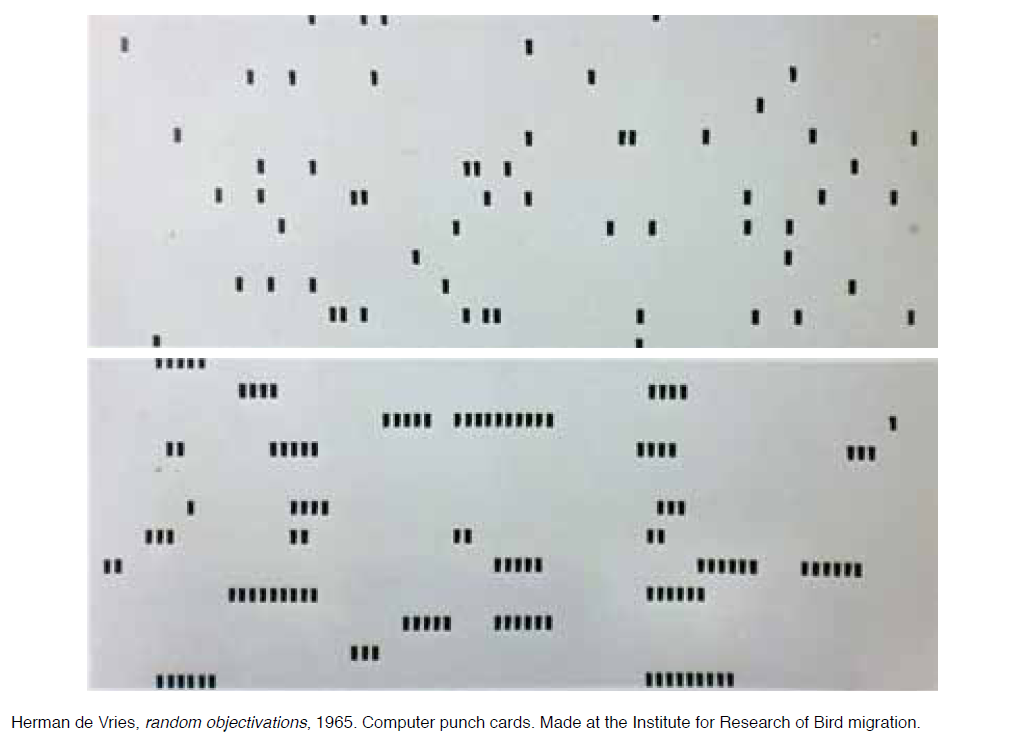 Herman de Vries, random objectivations, 1965. Computer punch cards. Made at the Institute for Research of Bird migration.